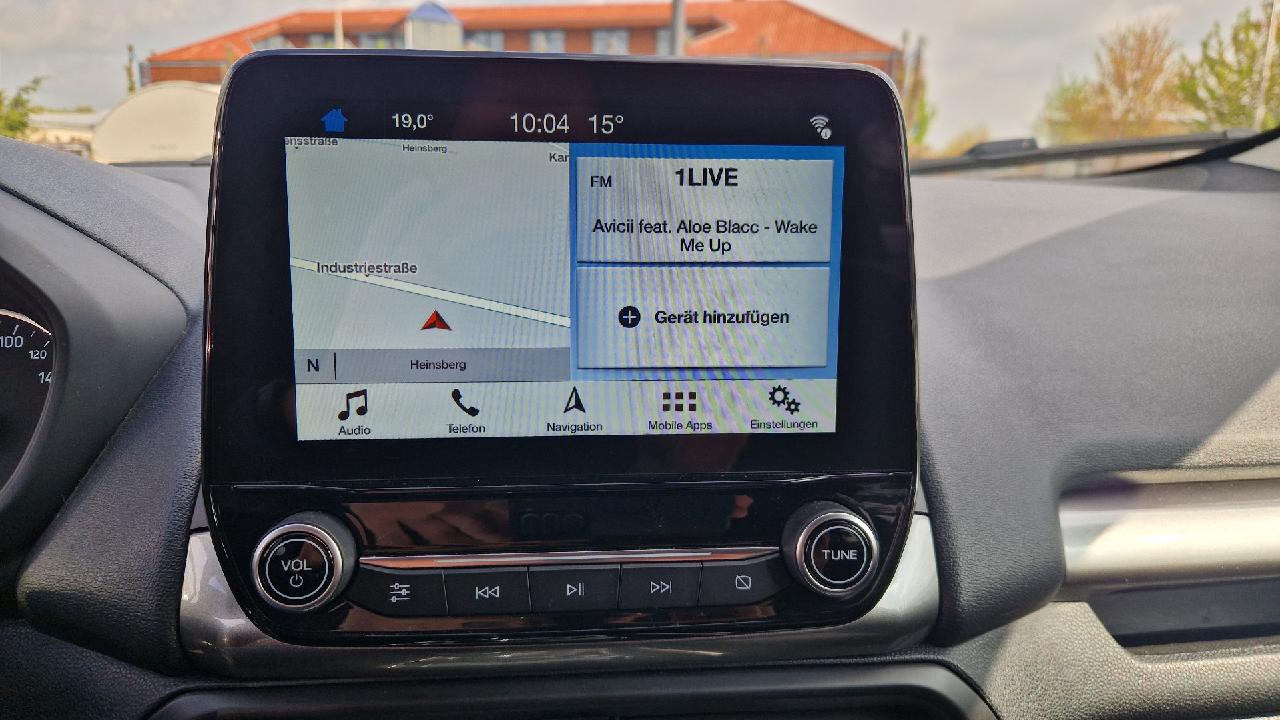 19,0°
10:04
15°
Heinsberg
FM
1LIVE
Avicii feat. Aloe Blacc - Wake
Me Up
Industriestraße
Gerät hinzufügen
N
Heinsberg
Audio
Telefon
Navigation
Mobile Apps
Einstellungen
100
120
VOL
TUNE